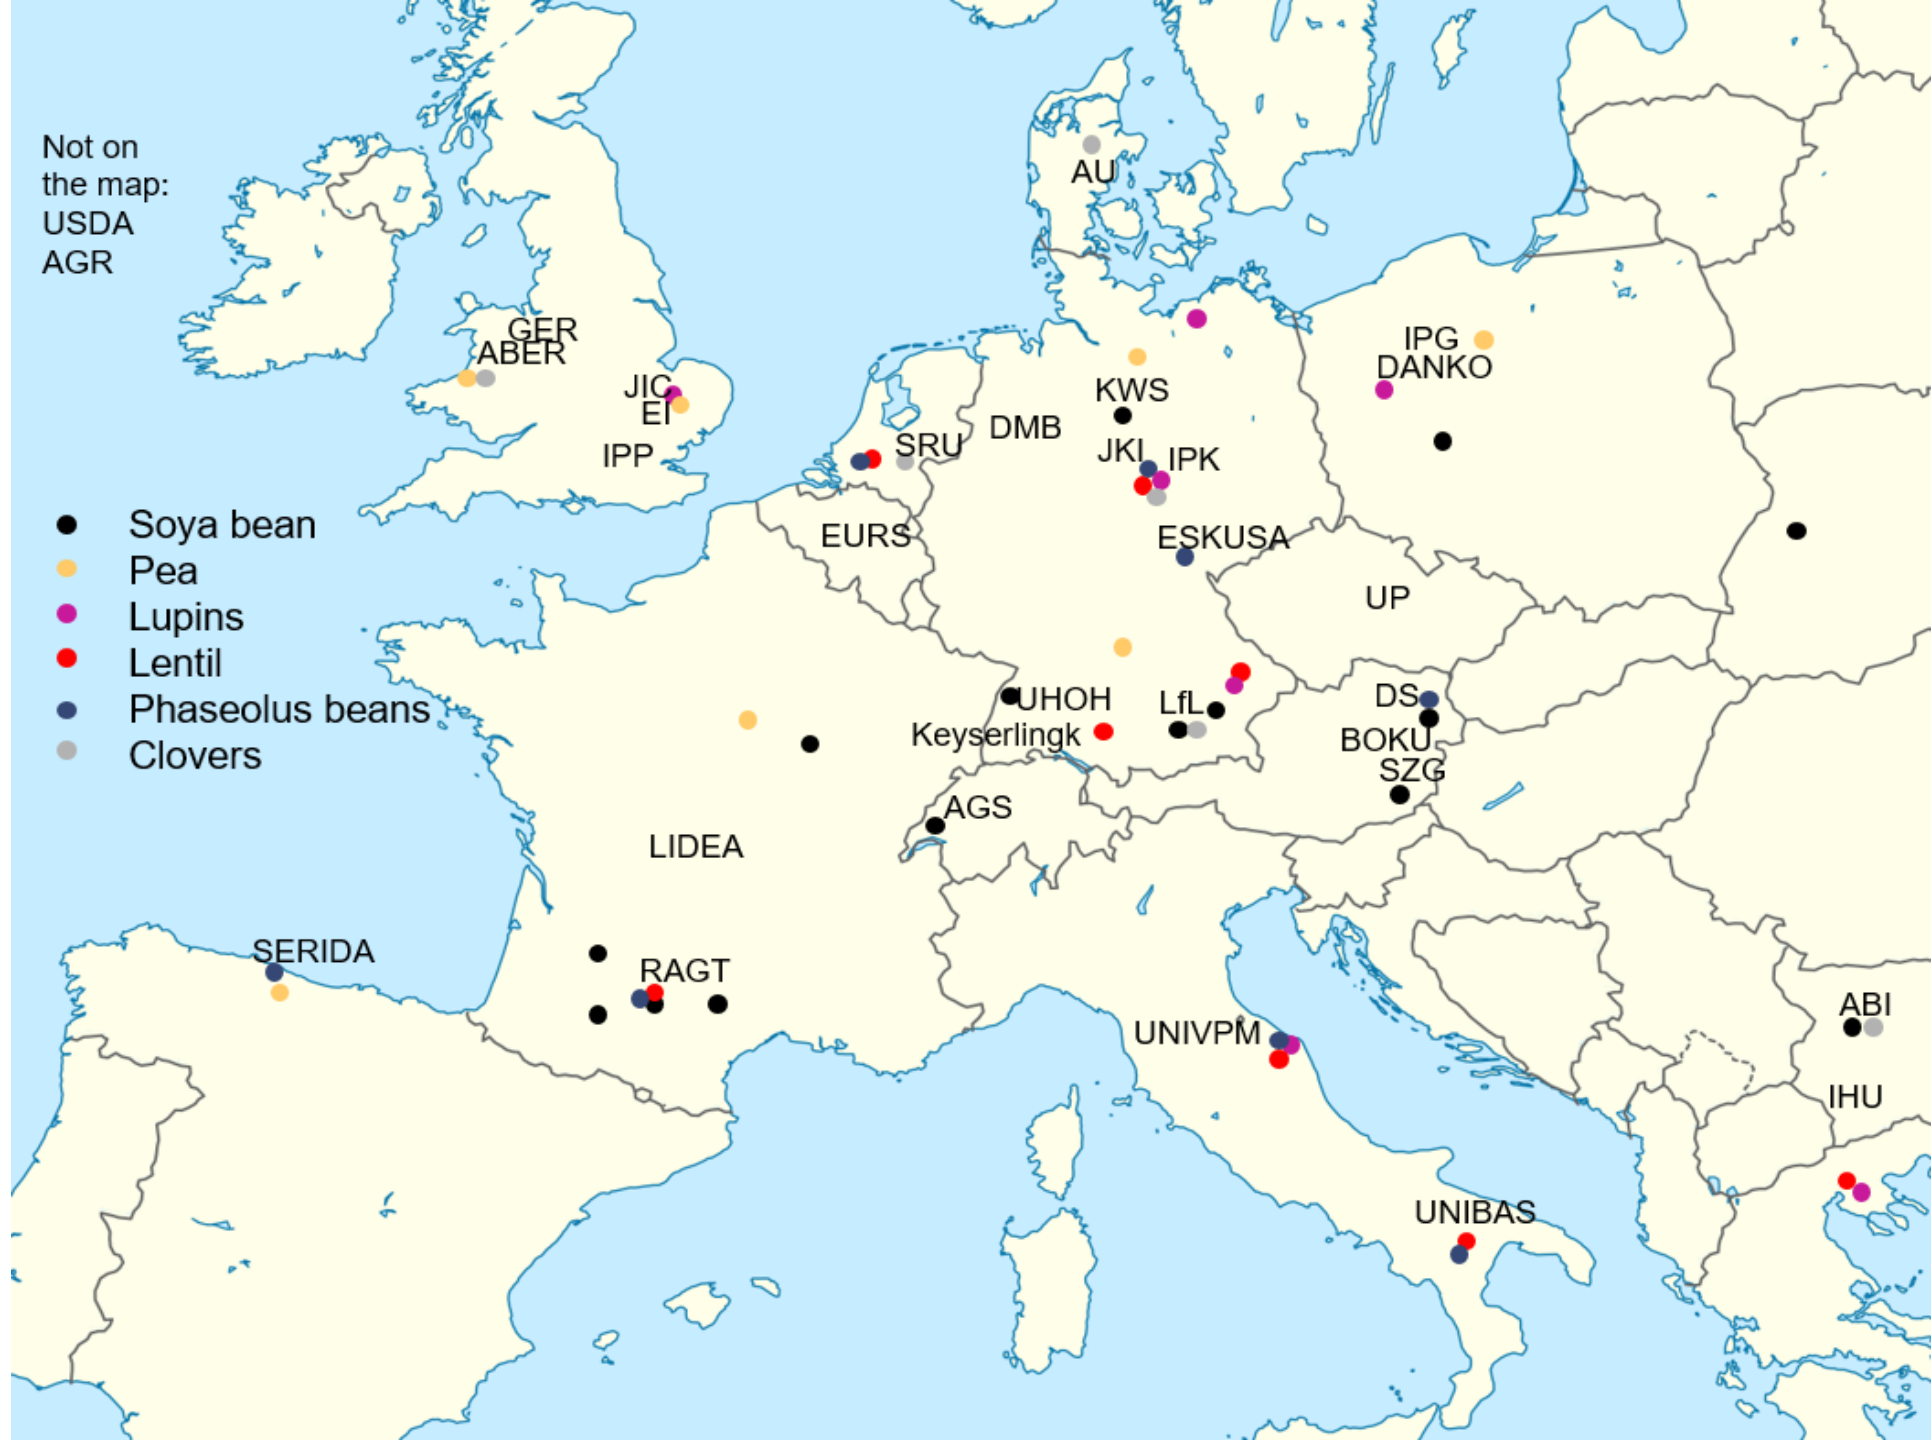 Not on
the map:
USDA
AGR
AU
GER
ABER
JIC
EI
IPP
IPG
DANKO
KWS
DMB
SRU
JKI
IPK
EURS
ESKUSA
UP
Soya bean
Pea
Lupins
Lentil
Phaseolus beans
Clovers
UHOH
Keyserlingk
LfL
DS
BOKU
SZG
AGS
LIDEA
SERIDA
RAGT
UNIVPM
ABI
IHU
UNIBAS